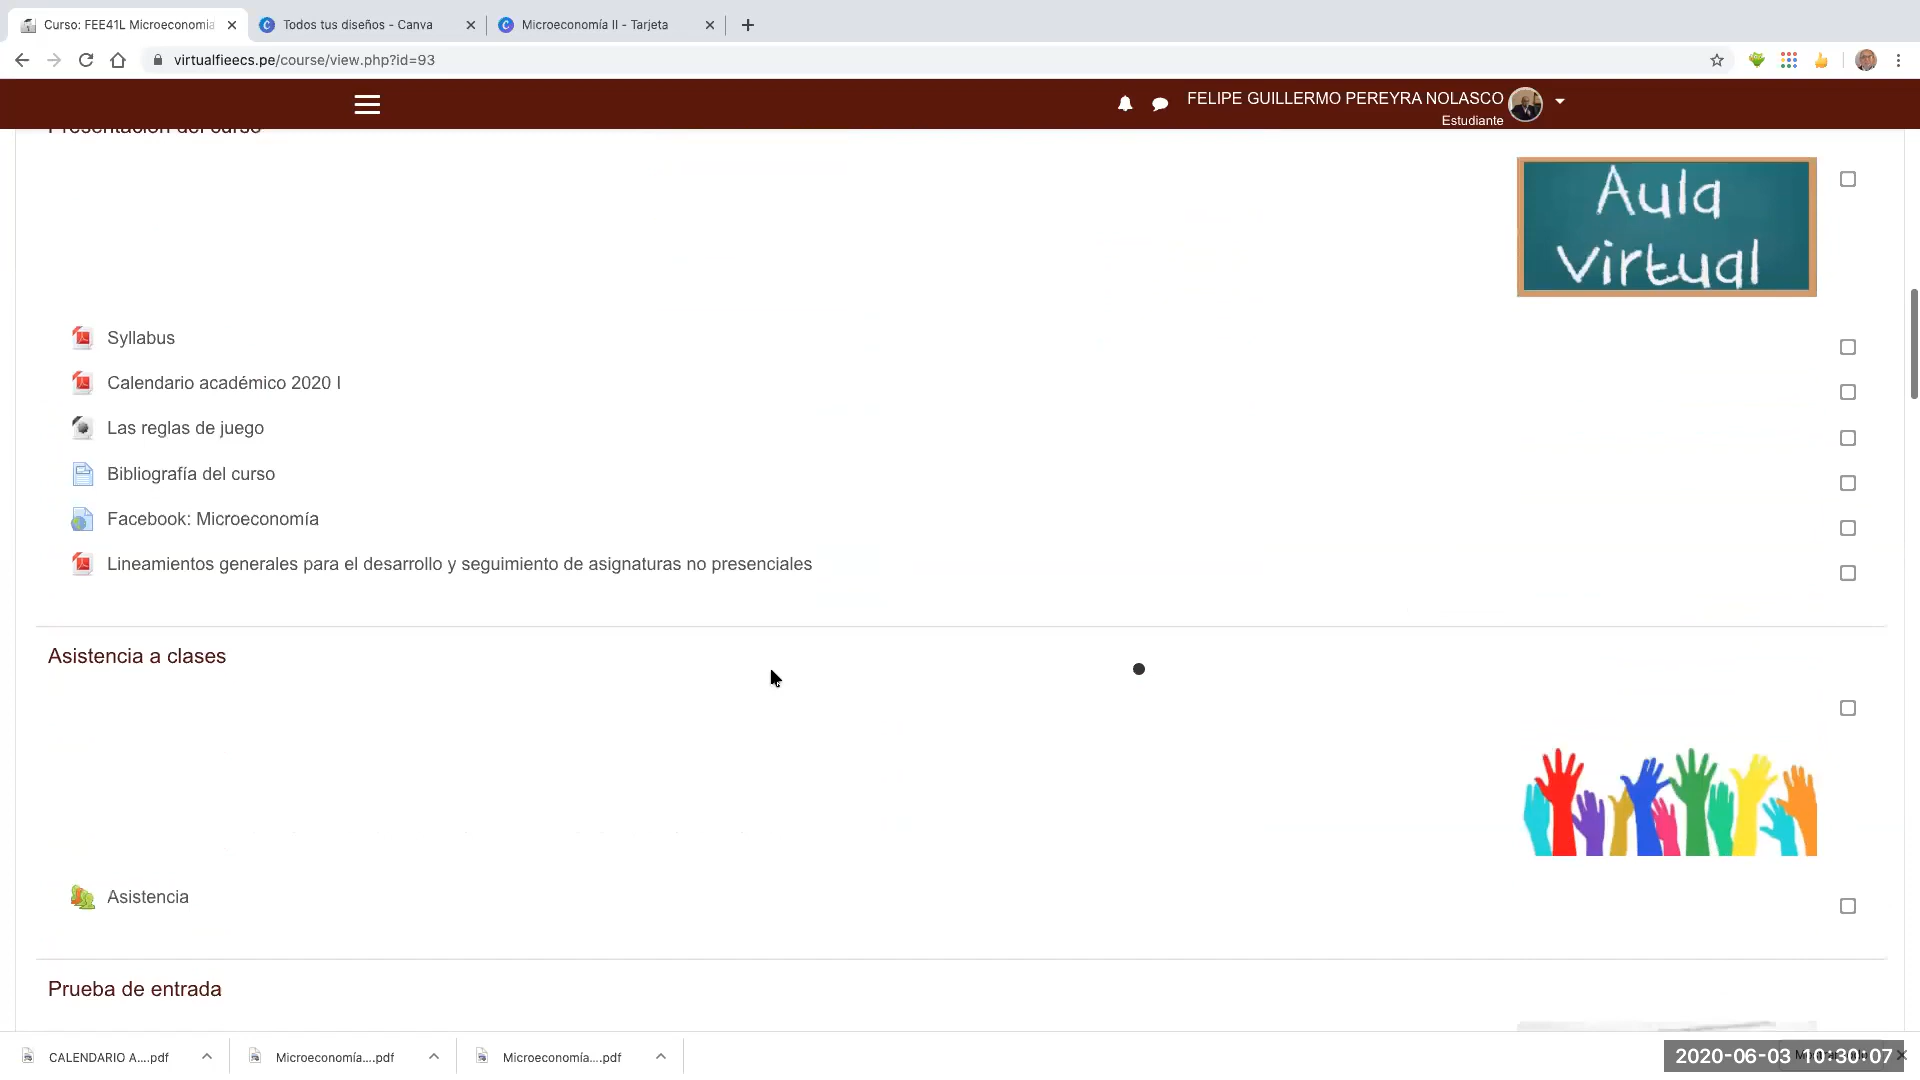 Curso: FEE41L Microeconomía
Todos tus diseños - Canva
Microeconomía II - Tarjeta
virtualfieecs.pe/course/view.php?id=93
FELIPE GUILLERMO PEREYRA NOLASCO
Estudiante
Presentación del curso
Aula
Virtual
Syllabus
Calendario académico 2020 I
Las reglas de juego
Bibliografía del curso
Facebook: Microeconomía
Lineamientos generales para el desarrollo y seguimiento de asignaturas no presenciales
Asistencia a clases
Asistencia
Prueba de entrada
CALENDARIO A....pdf
Microeconomía....pdf
Microeconomía....pdf
2020-06-03 10:30:07